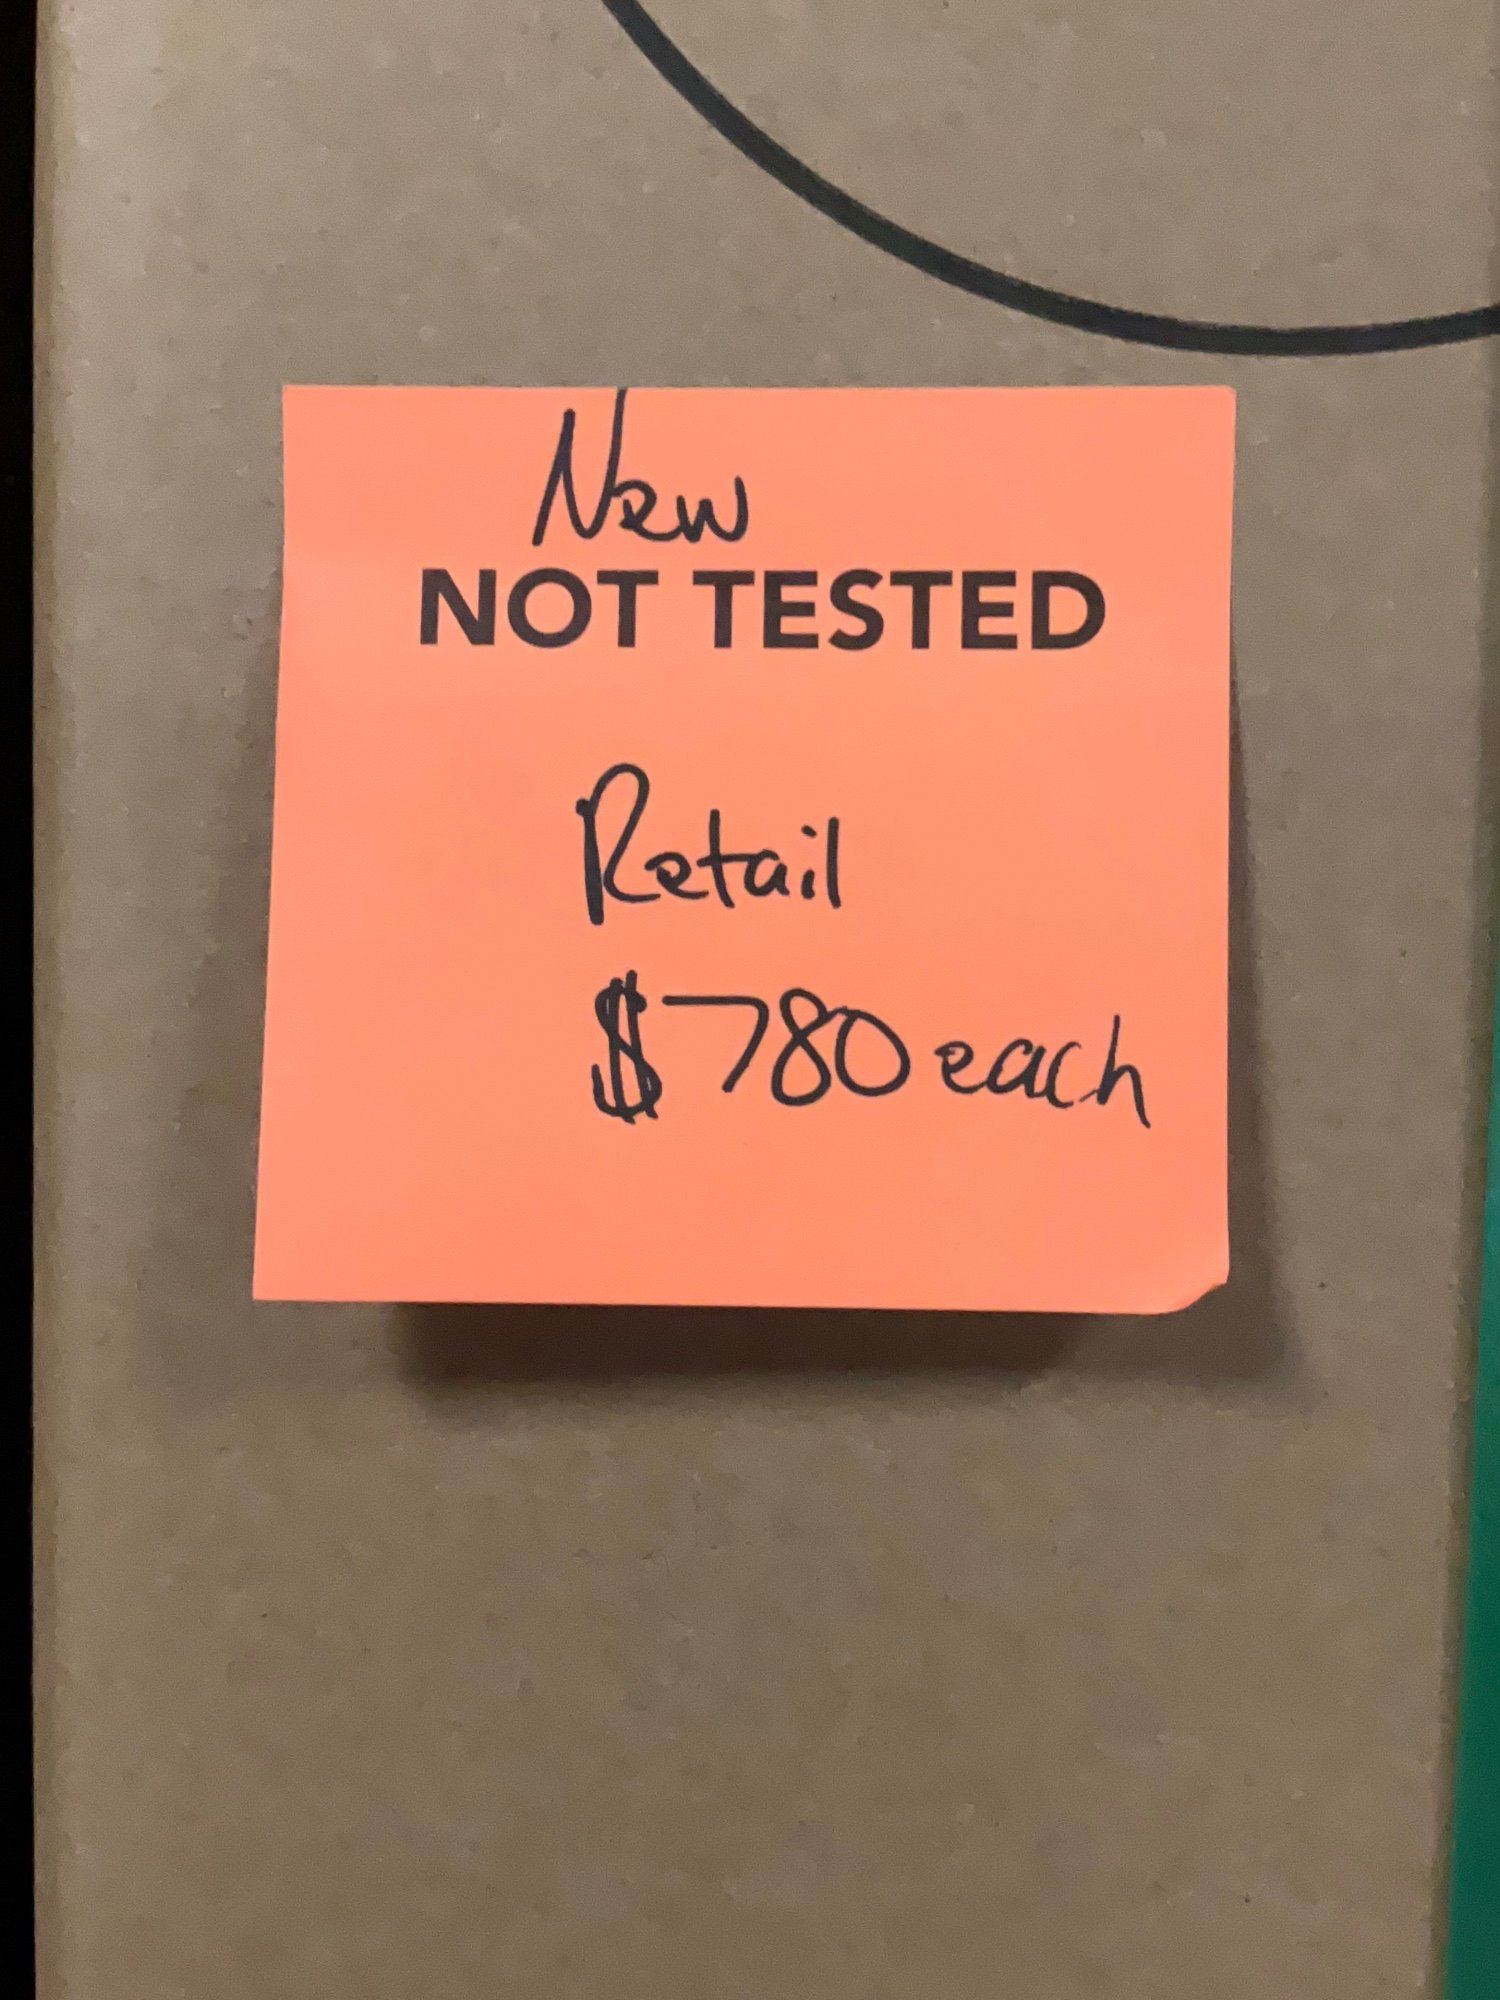 New
NOT TESTED
Retail
$780 each